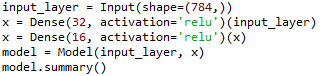 input_layer = Input(shape=(784,))
x = Dense(32, activation='relu')(input_layer)
x = Dense(16, activation='relu')(x)
model = Model(input_layer, x)
model.summary()